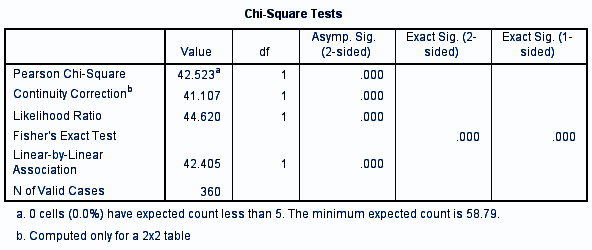 Chi-Square Tests
Value df Asymp. Sig. (2-sided) Exact Sig. (2-sided) Exact Sig. (1-sided)
Pearson Chi-Square 42.523a 1 .000
Continuity Correctionb 41.107 1 .000
Likelihood Ratio 44.620 1 .000
Fisher's Exact Test .000 .000
Linear-by-Linear Association 42.405 1 .000
N of Valid Cases 360
a. 0 cells (0.0%) have expected count less than 5. The minimum expected count is 58.79.
b. Computed only for a 2x2 table